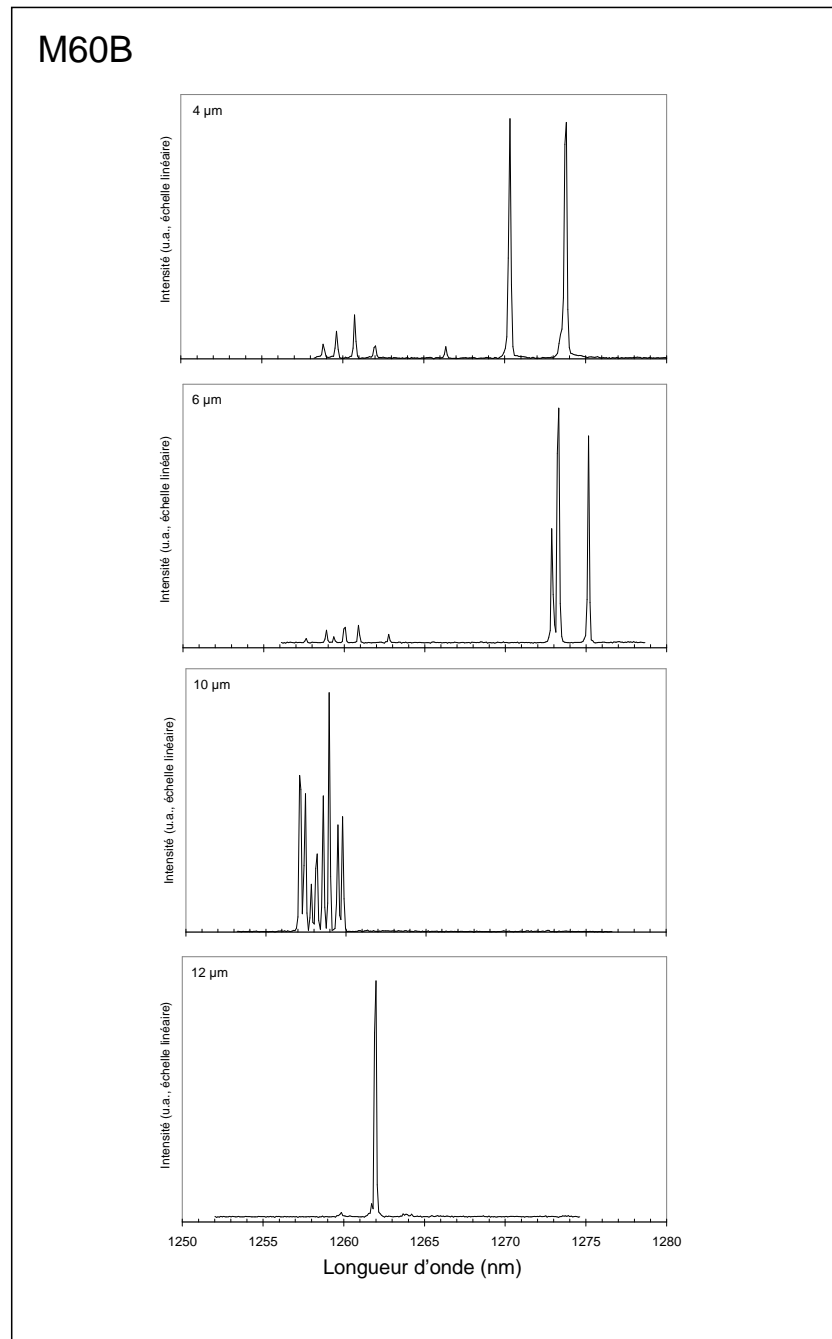 M60B
4 µm
Intensité (u.a., échelle linéaire)
6 µm
Intensité (u.a., échelle linéaire)
10 µm
Intensité (u.a., échelle linéaire)
12 µm
Intensité (u.a., échelle linéaire)
1250 1255 1260 1265 1270 1275 1280
Longueur d'onde (nm)